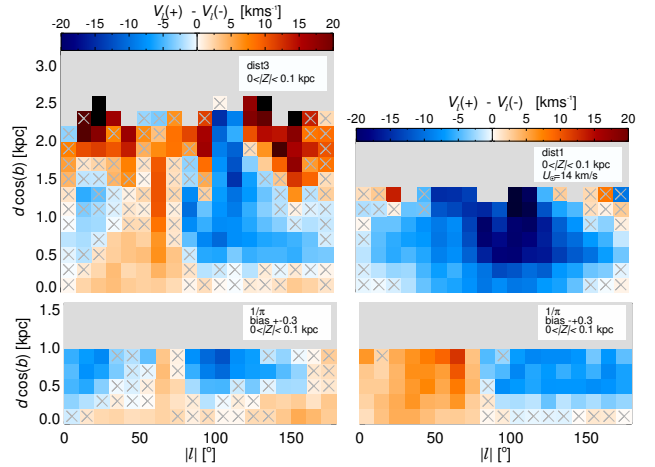 V_l(+) - V_l(-) [kms⁻¹]
-20 -15 -10 -5 0 5 10 15 20
3.0
dist3
0<|Z|< 0.1 kpc
2.5
2.0
1.5
1.0
0.5
0.0
d cos(b) [kpc]
V_l(+) - V_l(-) [kms⁻¹]
-20 -15 -10 -5 0 5 10 15 20
dist1
0<|Z|< 0.1 kpc
U_⊙=14 km/s
1.5
1.0
0.5
0.0
d cos(b) [kpc]
1/π
bias +-0.3
0<|Z|< 0.1 kpc
0 50 100 150
|l| [°]
1/π
bias -+0.3
0<|Z|< 0.1 kpc
0 50 100 150
|l| [°]